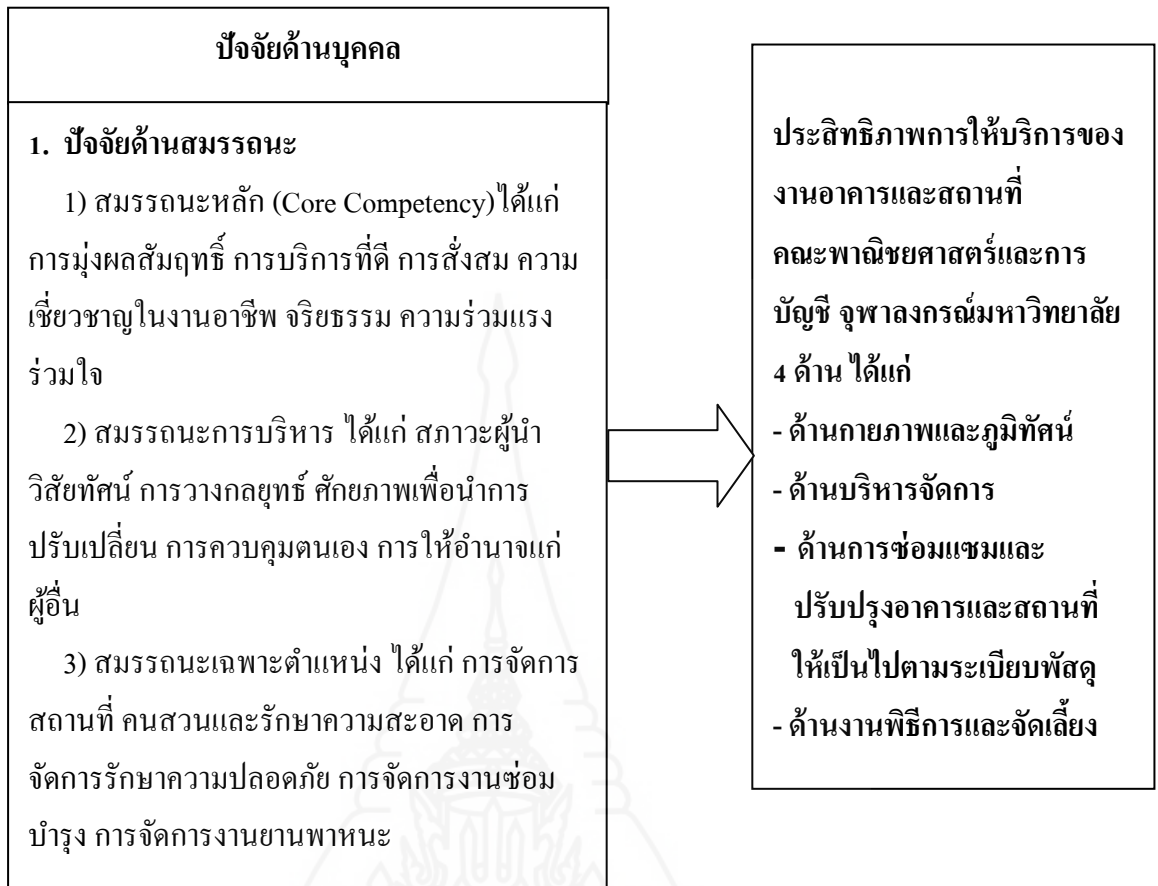 ปัจจัยด้านบุคคล
1. ปัจจัยด้านสมรรถนะ
1) สมรรถนะหลัก (Core Competency)ได้แก่
การมุ่งผลสัมฤทธิ์ การบริการที่ดี การสั่งสม ความ
เชี่ยวชาญในงานอาชีพ จริยธรรม ความร่วมแรง
ร่วมใจ
2) สมรรถนะการบริหาร ได้แก่ สภาวะผู้นำ
วิสัยทัศน์ การวางกลยุทธ์ ศักยภาพเพื่อนำการ
ปรับเปลี่ยน การควบคุมตนเอง การให้อำนาจแก่
ผู้อื่น
3) สมรรถนะเฉพาะตำแหน่ง ได้แก่ การจัดการ
สถานที่ คนสวนและรักษาความสะอาด การ
จัดการรักษาความปลอดภัย การจัดการงานซ่อม
บำรุง การจัดการงานยานพาหนะ
ประสิทธิภาพการให้บริการของ
งานอาคารและสถานที่
คณะพาณิชยศาสตร์และการ
บัญชี จุฬาลงกรณ์มหาวิทยาลัย
4 ด้าน ได้แก่
- ด้านกายภาพและภูมิทัศน์
- ด้านบริหารจัดการ
- ด้านการซ่อมแซมและ
ปรับปรุงอาคารและสถานที่
ให้เป็นไปตามระเบียบพัสดุ
- ด้านงานพิธีการและจัดเลี้ยง